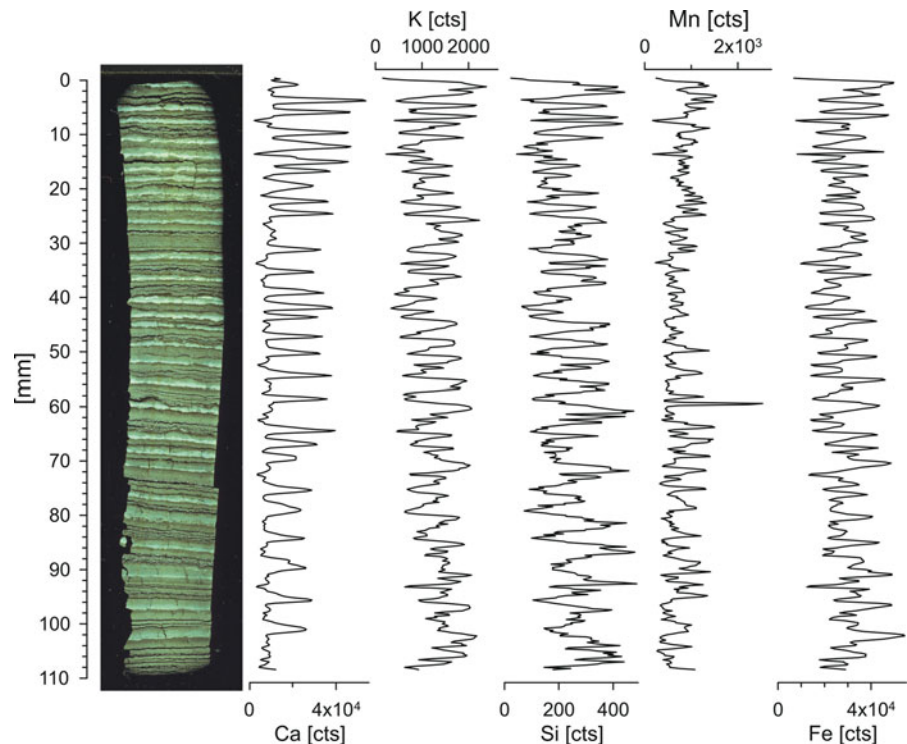 K [cts]
0 1000 2000
Mn [cts]
0 2x10³
0
10
20
30
40
50
60
70
80
90
100
110
[mm]
0 4x10⁴
Ca [cts]
0 200 400
Si [cts]
0 4x10⁴
Fe [cts]